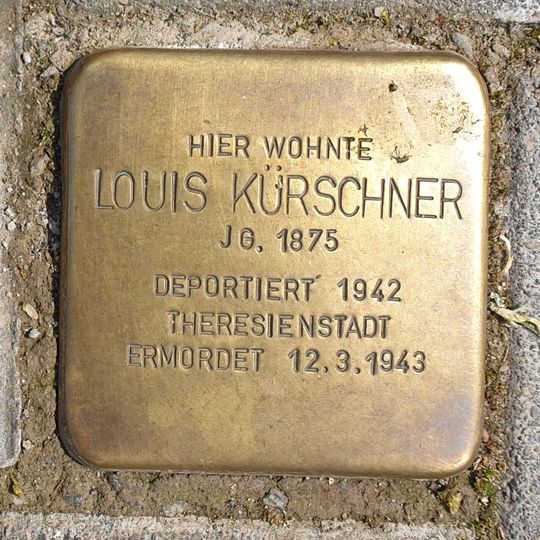 HIER WOHNTE
LOUIS KÜRSCHNER
JG. 1875
DEPORTIERT 1942
THERESIENSTADT
ERMORDET 12.3.1943